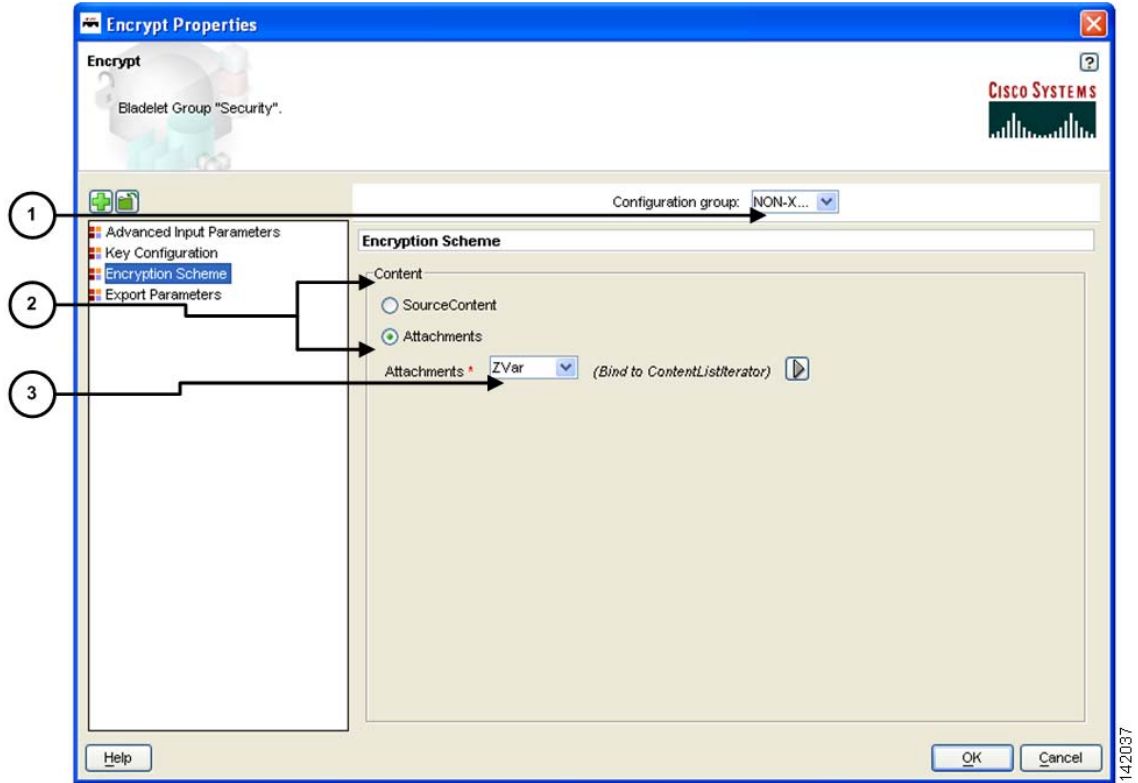 Encrypt Properties
Encrypt
?
Bladelet Group "Security".
CISCO SYSTEMS
1
Configuration group: NON-X...
Advanced Input Parameters
Key Configuration
Encryption Scheme
Export Parameters
Encryption Scheme
Content
2
SourceContent
Attachments
3
Attachments * ZVar (Bind to ContentListIterator)
Help
OK
Cancel
142037